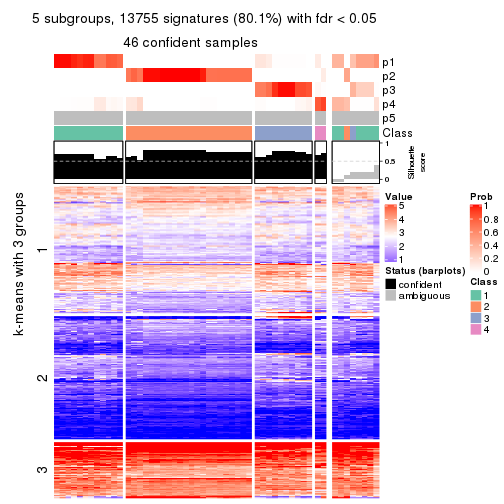 5 subgroups, 13755 signatures (80.1%) with fdr < 0.05
46 confident samples
p1
p2
p3
p4
p5
Class
1
0.5
0
Silhouette
score
k-means with 3 groups
1
2
3
Value
5
4
3
2
1
Status (barplots)
confident
ambiguous
Prob
1
0.8
0.6
0.4
0.2
0
Class
1
2
3
4